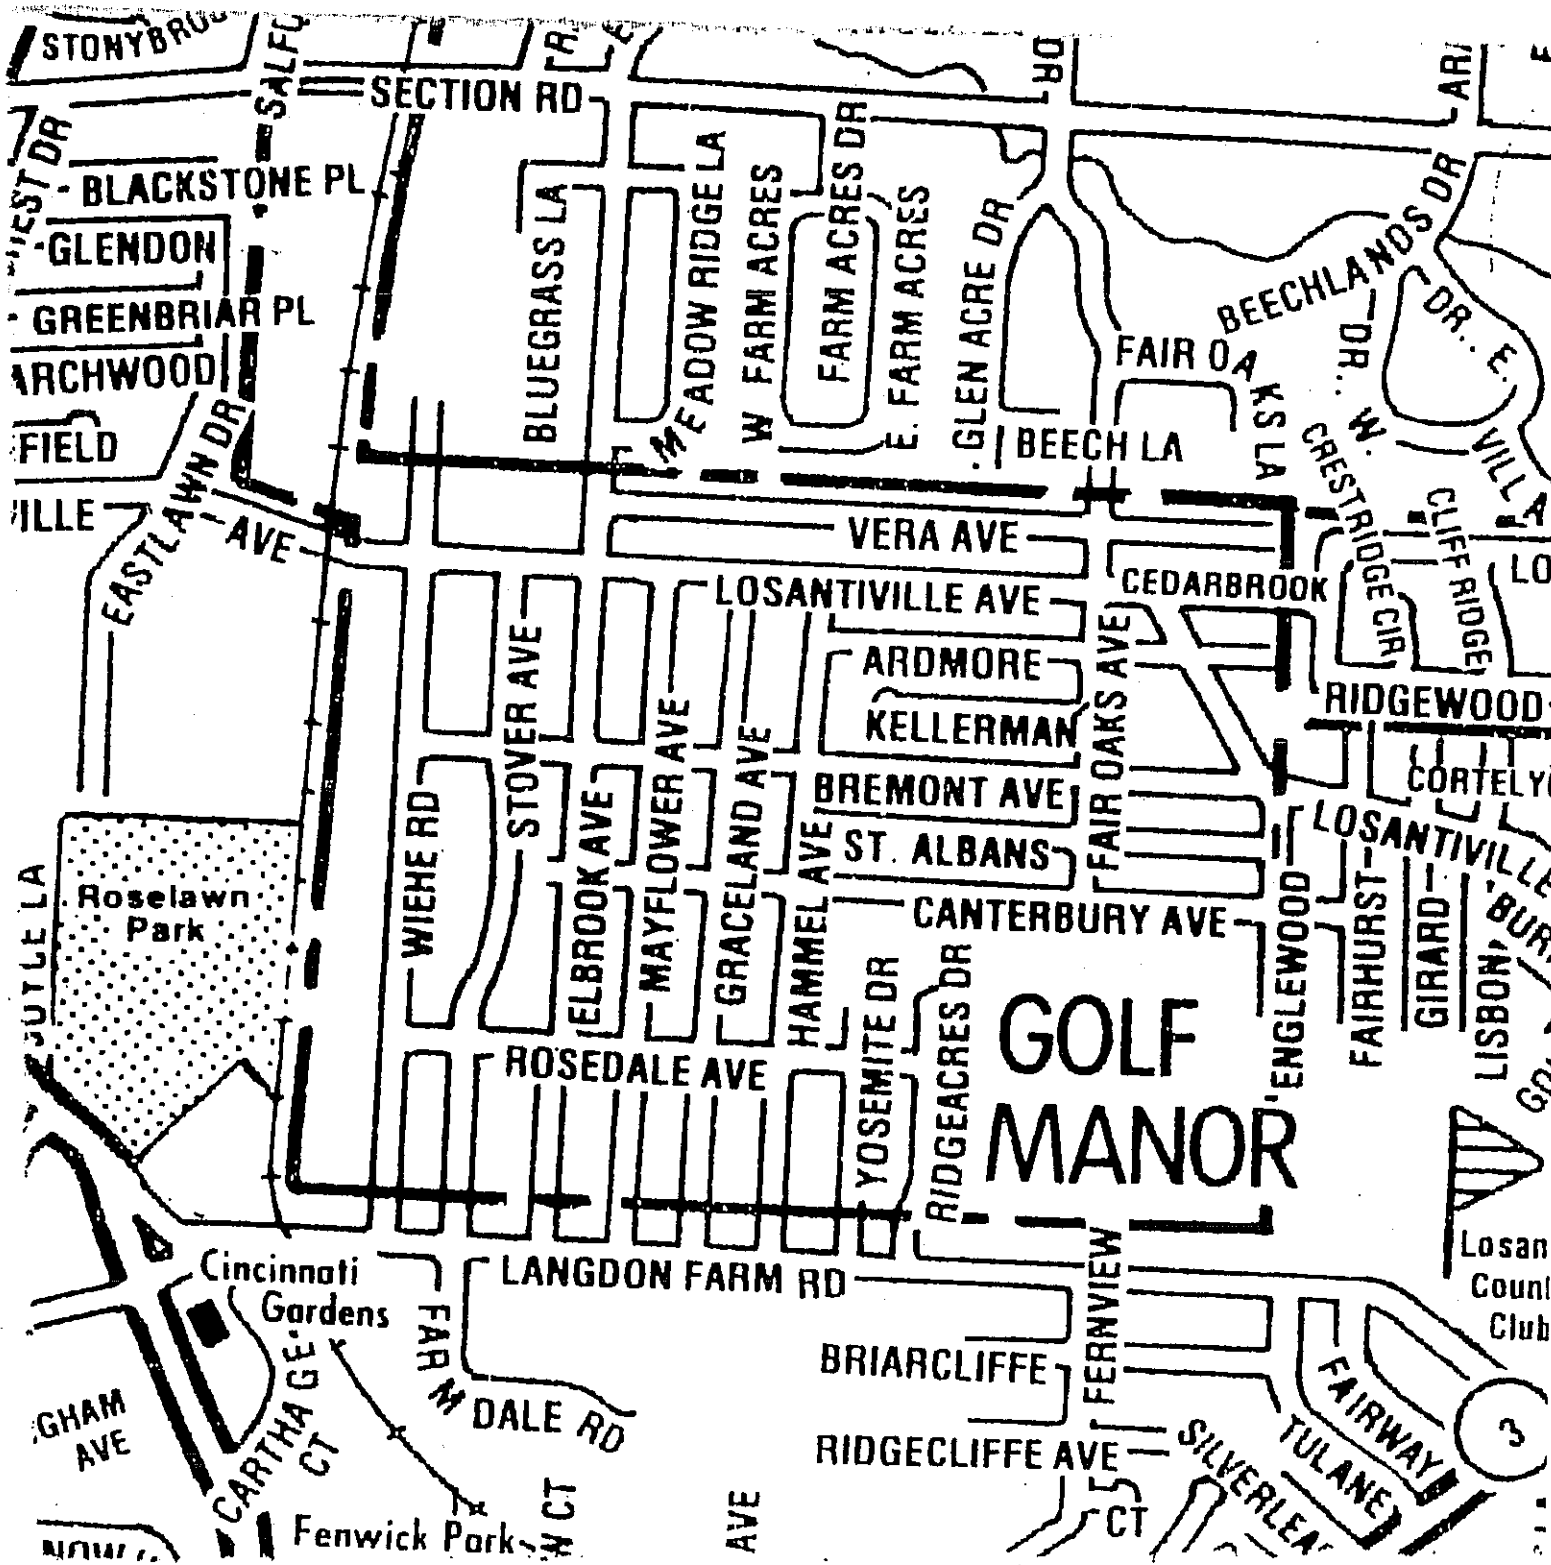 SECTION RD
BLACKSTONE PL
GLENDON
GREENBRIAR PL
ARCHWOOD
FIELD
EASTLAWN DR
AVE
BLUEGRASS LA
MEADOW RIDGE LA
W FARM ACRES
FARM ACRES DR
E. FARM ACRES
GLEN ACRE DR
DR
BEECHLANDS DR
DR.. W.
DR.. E.
FAIR OAKS LA
BEECH LA
CRESTRIDGE CIR
CLIFF RIDGE
VERA AVE
LOSANTIVILLE AVE
CEDARBROOK
ARDMORE
KELLERMAN
FAIR OAKS AVE
RIDGEWOOD
BREMONT AVE
ST. ALBANS
CANTERBURY AVE
LOSANTIVILLE
WIEHE RD
STOVER AVE
ELBROOK AVE
MAYFLOWER AVE
GRACELAND AVE
HAMMEL AVE
YOSEMITE DR
RIDGEACRES DR
ENGLEWOOD
FAIRHURST
GIRARD
LISBON
Roselawn
Park
ROSEDALE AVE
GOLF
MANOR
LANGDON FARM RD
Cincinnati
Gardens
FARMDALE RD
CARTHAGE
CT
FERNVIEW
BRIARCLIFFE
RIDGECLIFFE AVE
CT
FAIRWAY
TULANE
3
AVE
AVE
CT
Fenwick Park